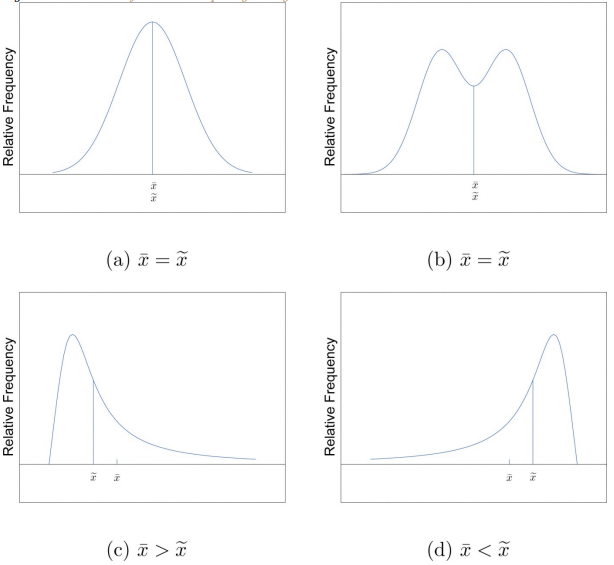 Relative Frequency
x̄
x̃
(a) x̄ = x̃
Relative Frequency
x̄
x̃
(b) x̄ = x̃
Relative Frequency
x̃ x̄
(c) x̄ > x̃
Relative Frequency
x̄ x̃
(d) x̄ < x̃